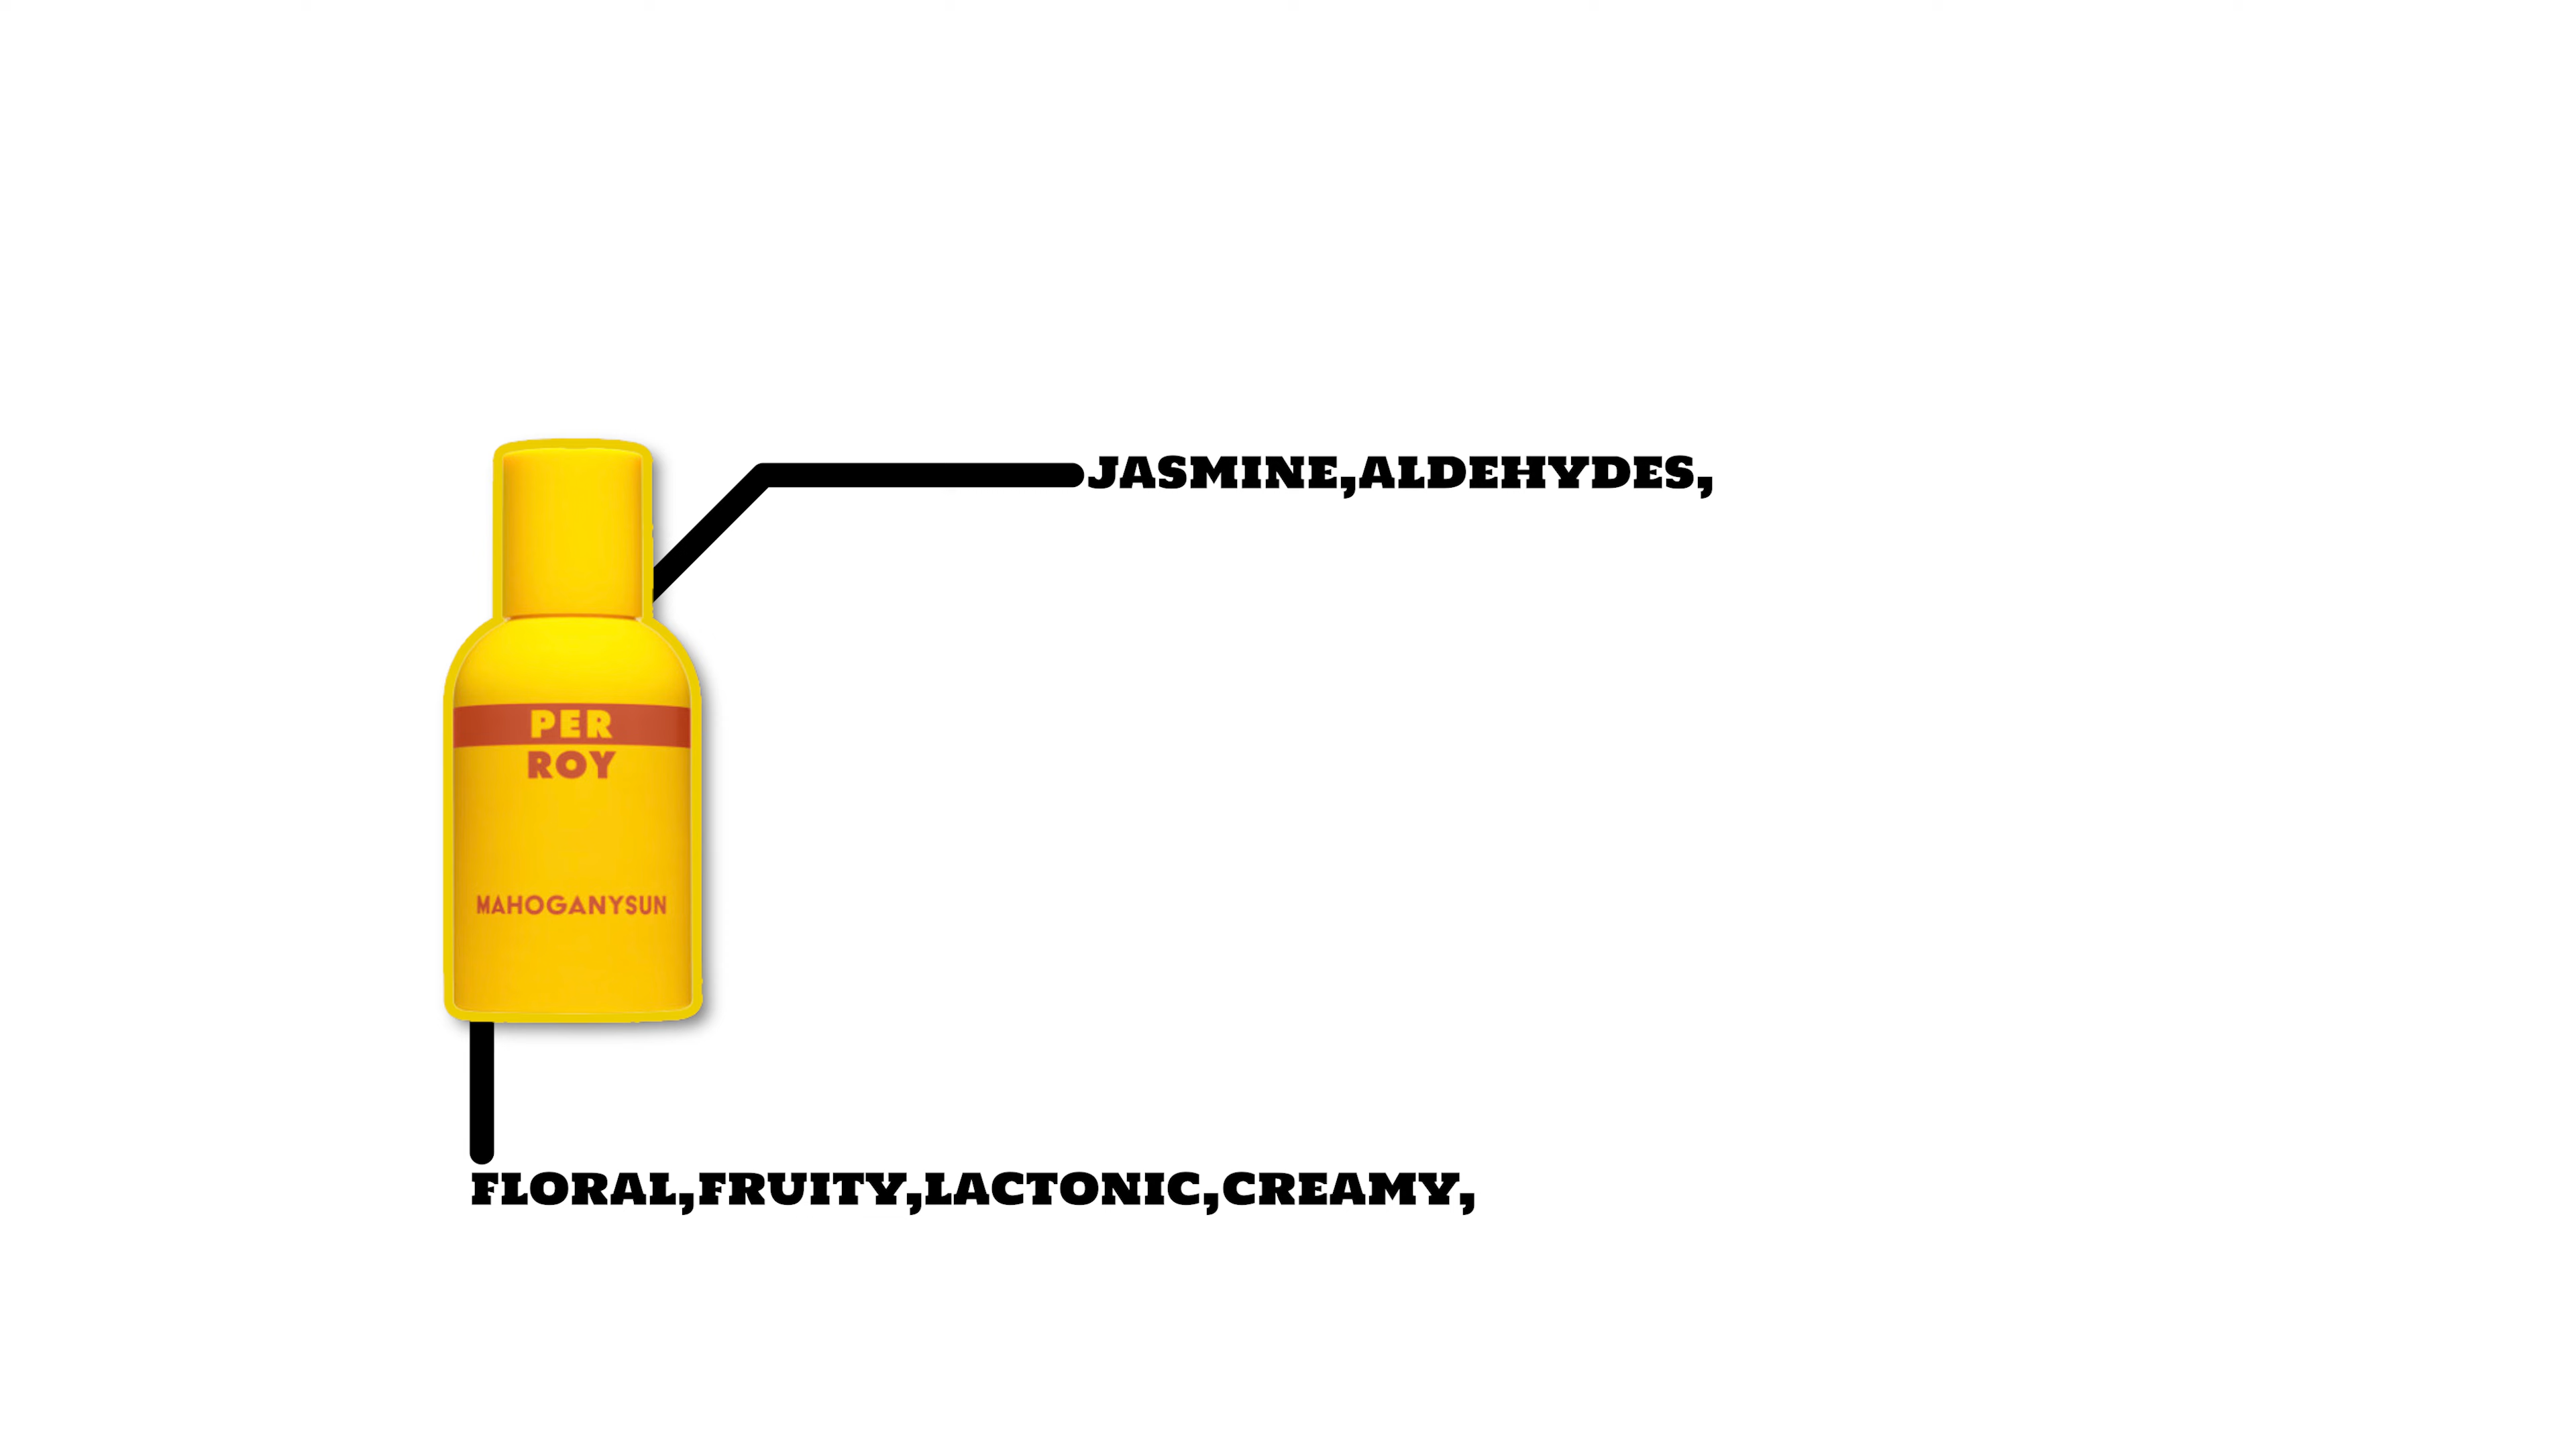 JASMINE,ALDEHYDES,
PER
ROY
MAHOGANYSUN
FLORAL,FRUITY,LACTONIC,CREAMY,